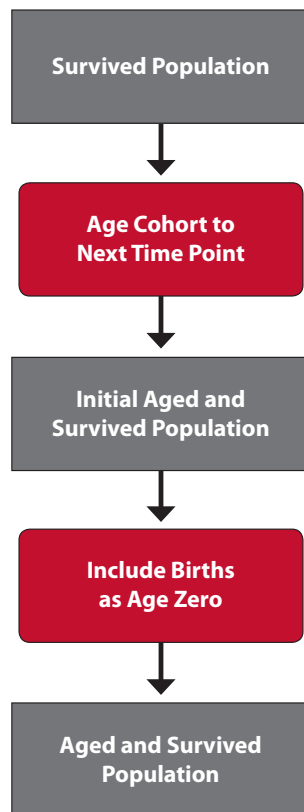 Survived Population
Age Cohort to
Next Time Point
Initial Aged and
Survived Population
Include Births
as Age Zero
Aged and Survived
Population